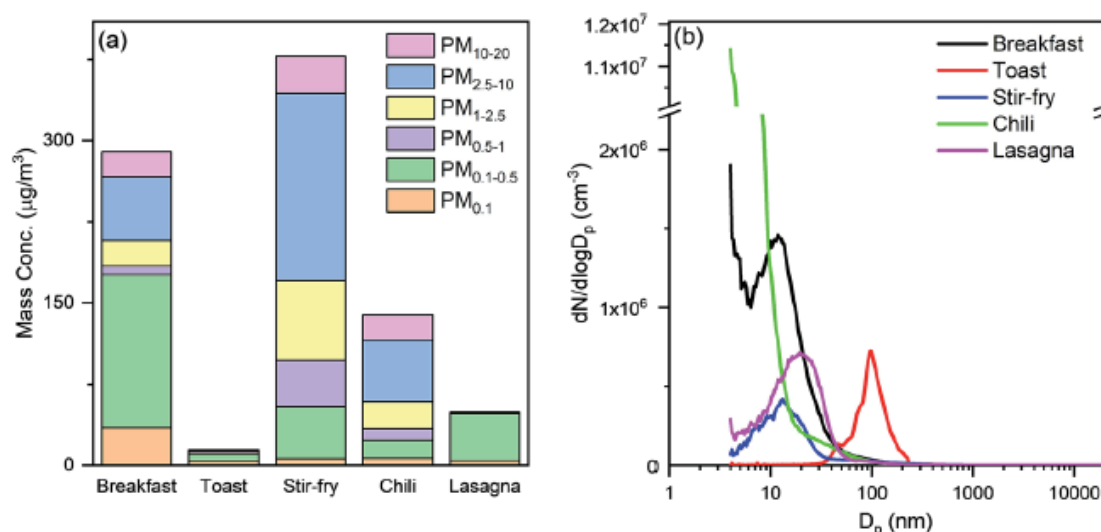 (a)
PM10-20
PM2.5-10
PM1-2.5
PM0.5-1
PM0.1-0.5
PM0.1
Mass Conc. (μg/m³)
300
150
0
Breakfast Toast Stir-fry Chili Lasagna
(b)
Breakfast
Toast
Stir-fry
Chili
Lasagna
dN/dlogDp (cm⁻³)
1.2x10⁷
1.1x10⁷
2x10⁶
1x10⁶
0
1 10 100 1000 10000
Dp (nm)